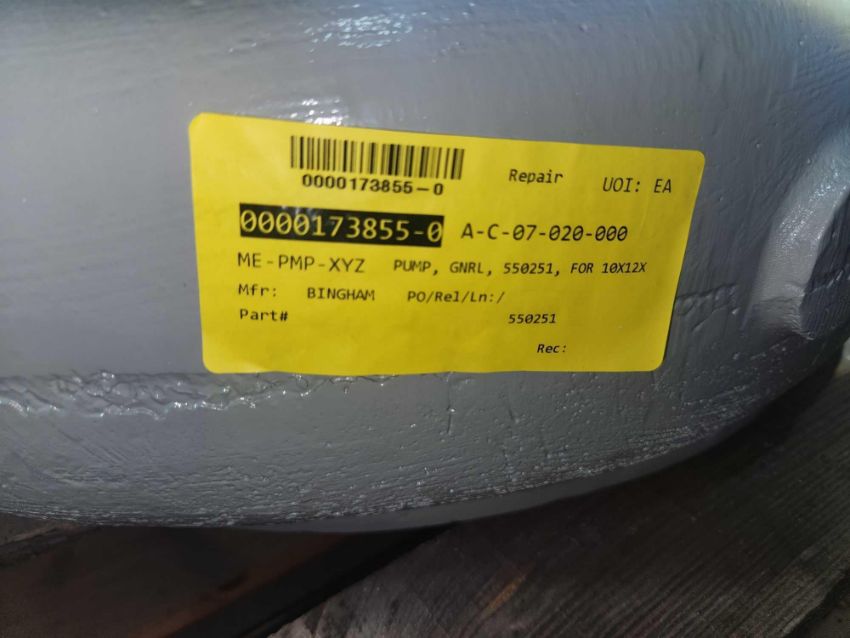 0000173855-0 Repair UOI: EA
0000173855-0 A-C-07-020-000
ME-PMP-XYZ PUMP, GNRL, 550251, FOR 10X12X
Mfr: BINGHAM PO/Rel/Ln:/
Part# 550251
Rec: